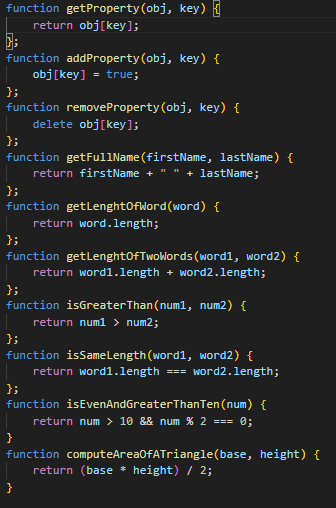 function getProperty(obj, key) {
    return obj[key];
};
function addProperty(obj, key) {
    obj[key] = true;
};
function removeProperty(obj, key) {
    delete obj[key];
};
function getFullName(firstName, lastName) {
    return firstName + " " + lastName;
};
function getLenghtOfWord(word) {
    return word.length;
};
function getLenghtOfTwoWords(word1, word2) {
    return word1.length + word2.length;
};
function isGreaterThan(num1, num2) {
    return num1 > num2;
};
function isSameLength(word1, word2) {
    return word1.length === word2.length;
};
function isEvenAndGreaterThanTen(num) {
    return num > 10 && num % 2 === 0;
}
function computeAreaOfATriangle(base, height) {
    return (base * height) / 2;
}